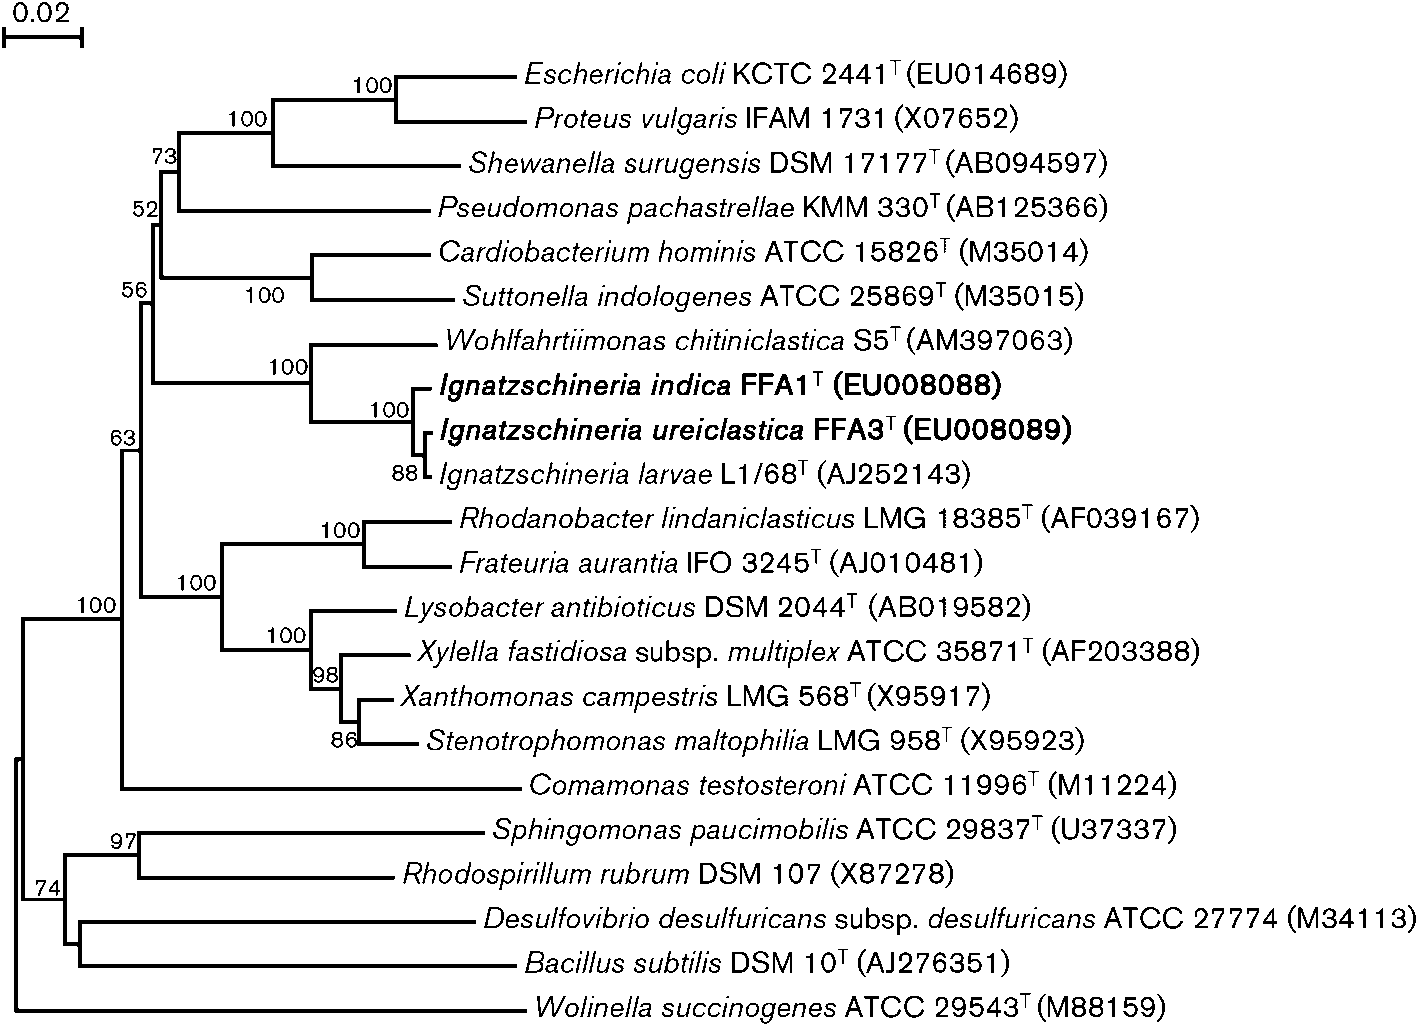 0.02
100
Escherichia coli KCTC 2441ᵀ (EU014689)
100
Proteus vulgaris IFAM 1731 (X07652)
73
Shewanella surugensis DSM 17177ᵀ (AB094597)
52
Pseudomonas pachastrellae KMM 330ᵀ (AB125366)
Cardiobacterium hominis ATCC 15826ᵀ (M35014)
56
100
Suttonella indologenes ATCC 25869ᵀ (M35015)
Wohlfahrtiimonas chitiniclastica S5ᵀ (AM397063)
100
Ignatzschineria indica FFA1ᵀ (EU008088)
100
63
Ignatzschineria ureiclastica FFA3ᵀ (EU008089)
88
Ignatzschineria larvae L1/68ᵀ (AJ252143)
Rhodanobacter lindaniclasticus LMG 18385ᵀ (AF039167)
100
Frateuria aurantia IFO 3245ᵀ (AJ010481)
100
100
Lysobacter antibioticus DSM 2044ᵀ (AB019582)
100
Xylella fastidiosa subsp. multiplex ATCC 35871ᵀ (AF203388)
98
Xanthomonas campestris LMG 568ᵀ (X95917)
86
Stenotrophomonas maltophilia LMG 958ᵀ (X95923)
Comamonas testosteroni ATCC 11996ᵀ (M11224)
97
Sphingomonas paucimobilis ATCC 29837ᵀ (U37337)
74
Rhodospirillum rubrum DSM 107 (X87278)
Desulfovibrio desulfuricans subsp. desulfuricans ATCC 27774 (M34113)
Bacillus subtilis DSM 10ᵀ (AJ276351)
Wolinella succinogenes ATCC 29543ᵀ (M88159)